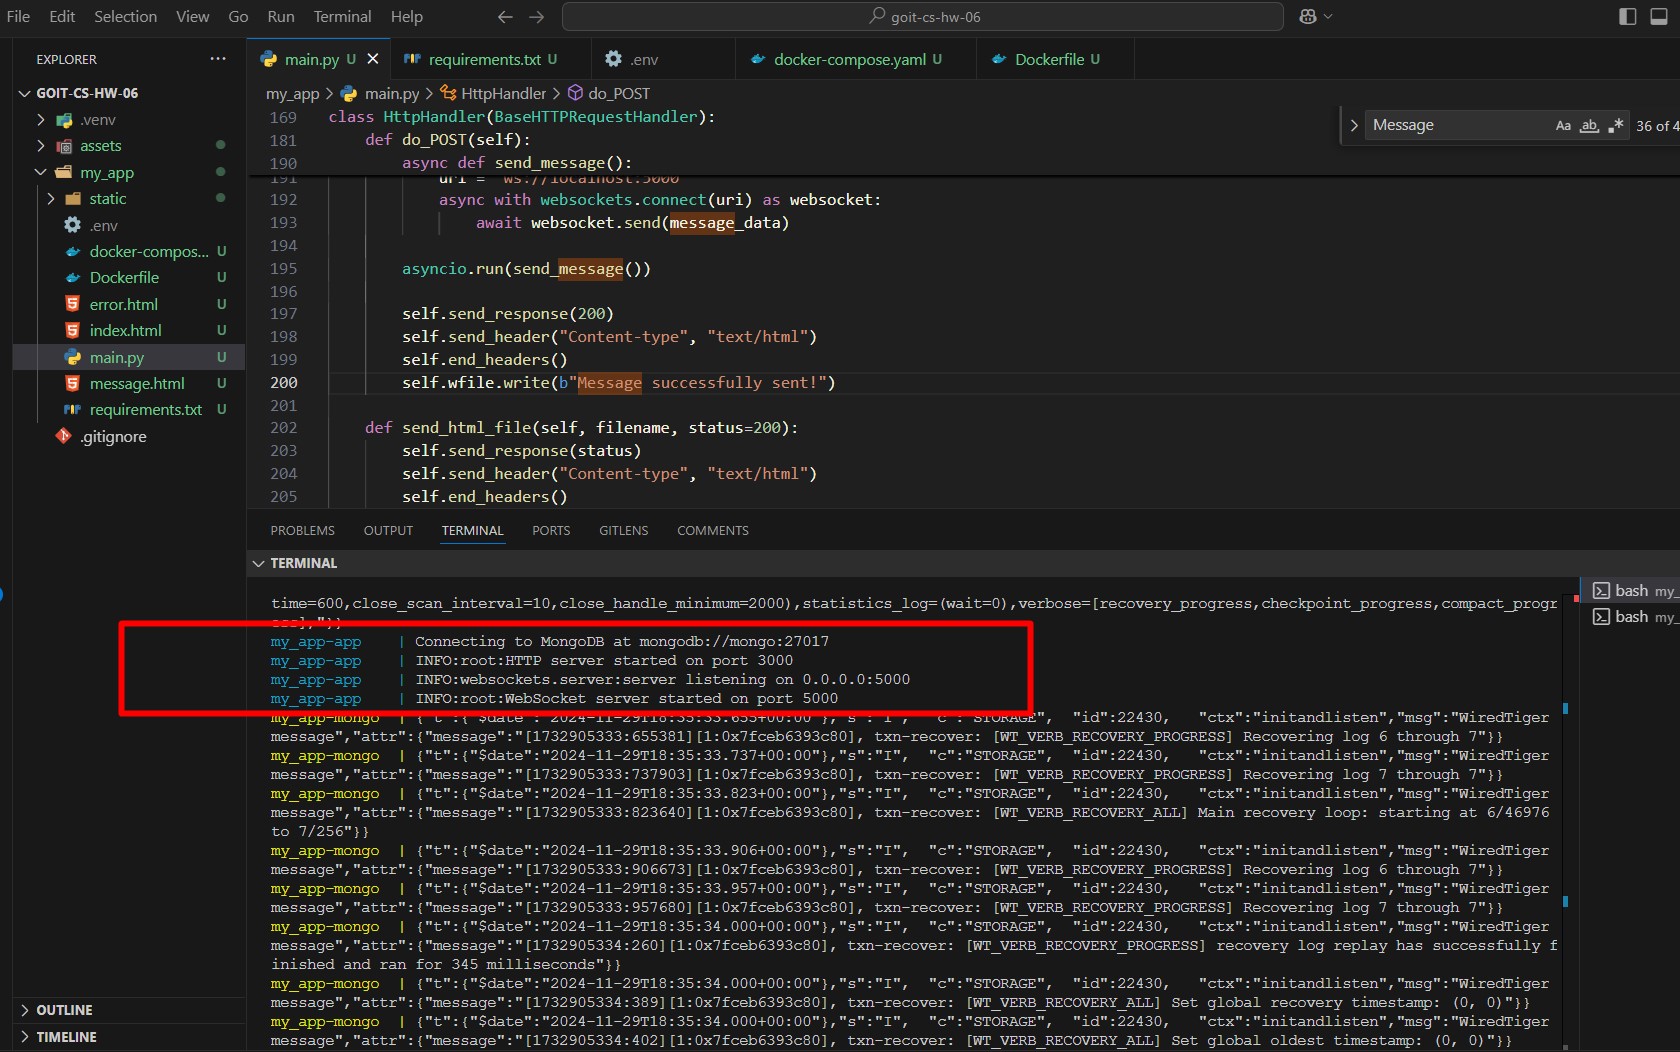 File Edit Selection View Go Run Terminal Help
goit-cs-hw-06
EXPLORER
GOIT-CS-HW-06
.venv
assets
my_app
static
.env
docker-compos... U
Dockerfile U
error.html U
index.html U
main.py U
message.html U
requirements.txt U
.gitignore
OUTLINE
TIMELINE
main.py U
requirements.txt U
.env
docker-compose.yaml U
Dockerfile U
my_app > main.py > HttpHandler > do_POST
Message Aa ab .* 36 of 4
169 class HttpHandler(BaseHTTPRequestHandler):
181 def do_POST(self):
190 async def send_message():
191 uri = "ws://localhost:5000"
192 async with websockets.connect(uri) as websocket:
193 await websocket.send(message_data)
194
195 asyncio.run(send_message())
196
197 self.send_response(200)
198 self.send_header("Content-type", "text/html")
199 self.end_headers()
200 self.wfile.write(b"Message successfully sent!")
201
202 def send_html_file(self, filename, status=200):
203 self.send_response(status)
204 self.send_header("Content-type", "text/html")
205 self.end_headers()
PROBLEMS OUTPUT TERMINAL PORTS GITLENS COMMENTS
TERMINAL
bash my_
bash my_
time=600,close_scan_interval=10,close_handle_minimum=2000),statistics_log=(wait=0),verbose=[recovery_progress,checkpoint_progress,compact_progr
ess],"}}
my_app-app | Connecting to MongoDB at mongodb://mongo:27017
my_app-app | INFO:root:HTTP server started on port 3000
my_app-app | INFO:websockets.server:server listening on 0.0.0.0:5000
my_app-app | INFO:root:WebSocket server started on port 5000
my_app-mongo | {"t":{"$date":"2024-11-29T18:35:33.655+00:00"},"s":"I", "c":"STORAGE", "id":22430, "ctx":"initandlisten","msg":"WiredTiger
message","attr":{"message":"[1732905333:655381][1:0x7fceb6393c80], txn-recover: [WT_VERB_RECOVERY_PROGRESS] Recovering log 6 through 7"}}
my_app-mongo | {"t":{"$date":"2024-11-29T18:35:33.737+00:00"},"s":"I", "c":"STORAGE", "id":22430, "ctx":"initandlisten","msg":"WiredTiger
message","attr":{"message":"[1732905333:737903][1:0x7fceb6393c80], txn-recover: [WT_VERB_RECOVERY_PROGRESS] Recovering log 7 through 7"}}
my_app-mongo | {"t":{"$date":"2024-11-29T18:35:33.823+00:00"},"s":"I", "c":"STORAGE", "id":22430, "ctx":"initandlisten","msg":"WiredTiger
message","attr":{"message":"[1732905333:823640][1:0x7fceb6393c80], txn-recover: [WT_VERB_RECOVERY_ALL] Main recovery loop: starting at 6/46976
to 7/256"}}
my_app-mongo | {"t":{"$date":"2024-11-29T18:35:33.906+00:00"},"s":"I", "c":"STORAGE", "id":22430, "ctx":"initandlisten","msg":"WiredTiger
message","attr":{"message":"[1732905333:906673][1:0x7fceb6393c80], txn-recover: [WT_VERB_RECOVERY_PROGRESS] Recovering log 6 through 7"}}
my_app-mongo | {"t":{"$date":"2024-11-29T18:35:33.957+00:00"},"s":"I", "c":"STORAGE", "id":22430, "ctx":"initandlisten","msg":"WiredTiger
message","attr":{"message":"[1732905333:957680][1:0x7fceb6393c80], txn-recover: [WT_VERB_RECOVERY_PROGRESS] Recovering log 7 through 7"}}
my_app-mongo | {"t":{"$date":"2024-11-29T18:35:34.000+00:00"},"s":"I", "c":"STORAGE", "id":22430, "ctx":"initandlisten","msg":"WiredTiger
message","attr":{"message":"[1732905334:260][1:0x7fceb6393c80], txn-recover: [WT_VERB_RECOVERY_PROGRESS] recovery log replay has successfully f
inished and ran for 345 milliseconds"}}
my_app-mongo | {"t":{"$date":"2024-11-29T18:35:34.000+00:00"},"s":"I", "c":"STORAGE", "id":22430, "ctx":"initandlisten","msg":"WiredTiger
message","attr":{"message":"[1732905334:389][1:0x7fceb6393c80], txn-recover: [WT_VERB_RECOVERY_ALL] Set global recovery timestamp: (0, 0)"}}
my_app-mongo | {"t":{"$date":"2024-11-29T18:35:34.000+00:00"},"s":"I", "c":"STORAGE", "id":22430, "ctx":"initandlisten","msg":"WiredTiger
message","attr":{"message":"[1732905334:402][1:0x7fceb6393c80], txn-recover: [WT_VERB_RECOVERY_ALL] Set global oldest timestamp: (0, 0)"}}